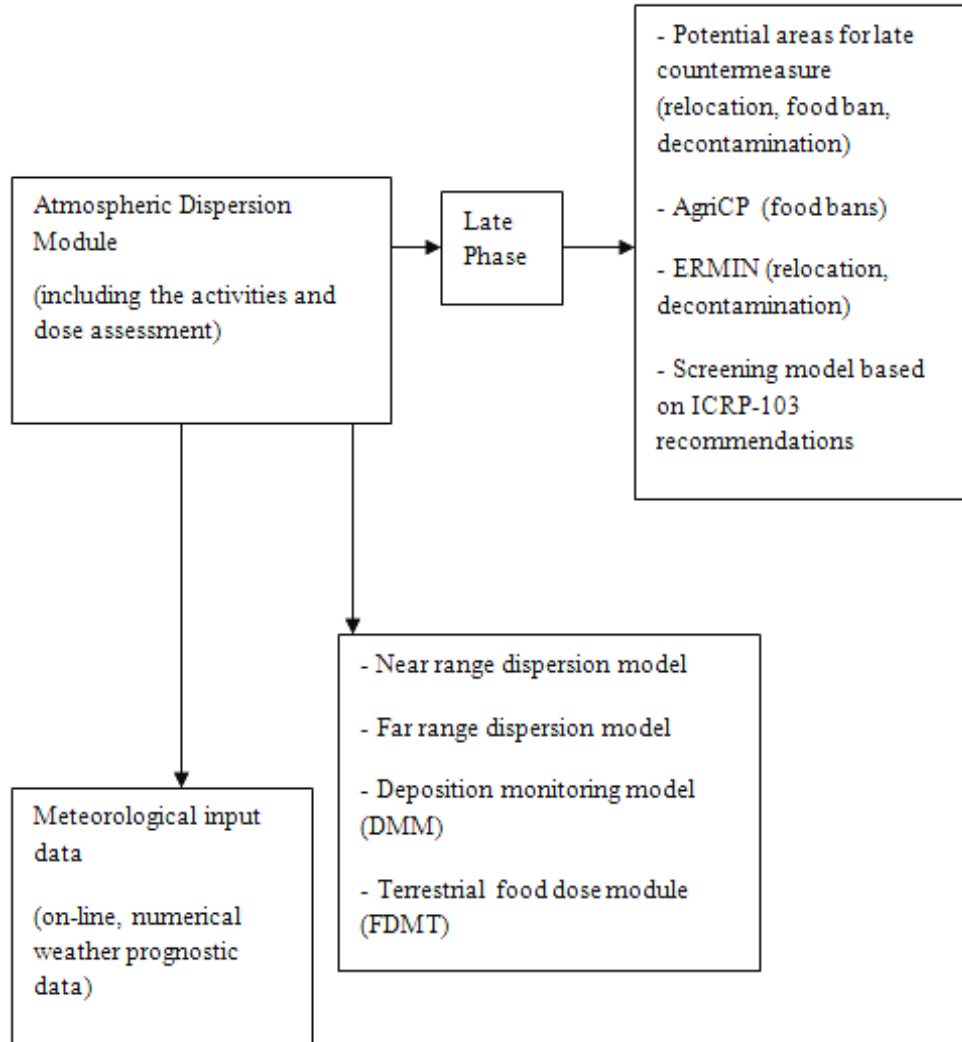 Atmospheric Dispersion
Module
(including the activities and
dose assessment)
Late
Phase
- Potential areas for late
countermeasure
(relocation, food ban,
decontamination)
- AgriCP (food bans)
- ERMIN (relocation,
decontamination)
- Screening model based
on ICRP-103
recommendations
- Near range dispersion model
- Far range dispersion model
- Deposition monitoring model
(DMM)
- Terrestrial food dose module
(FDMT)
Meteorological input
data
(on-line, numerical
weather prognostic
data)